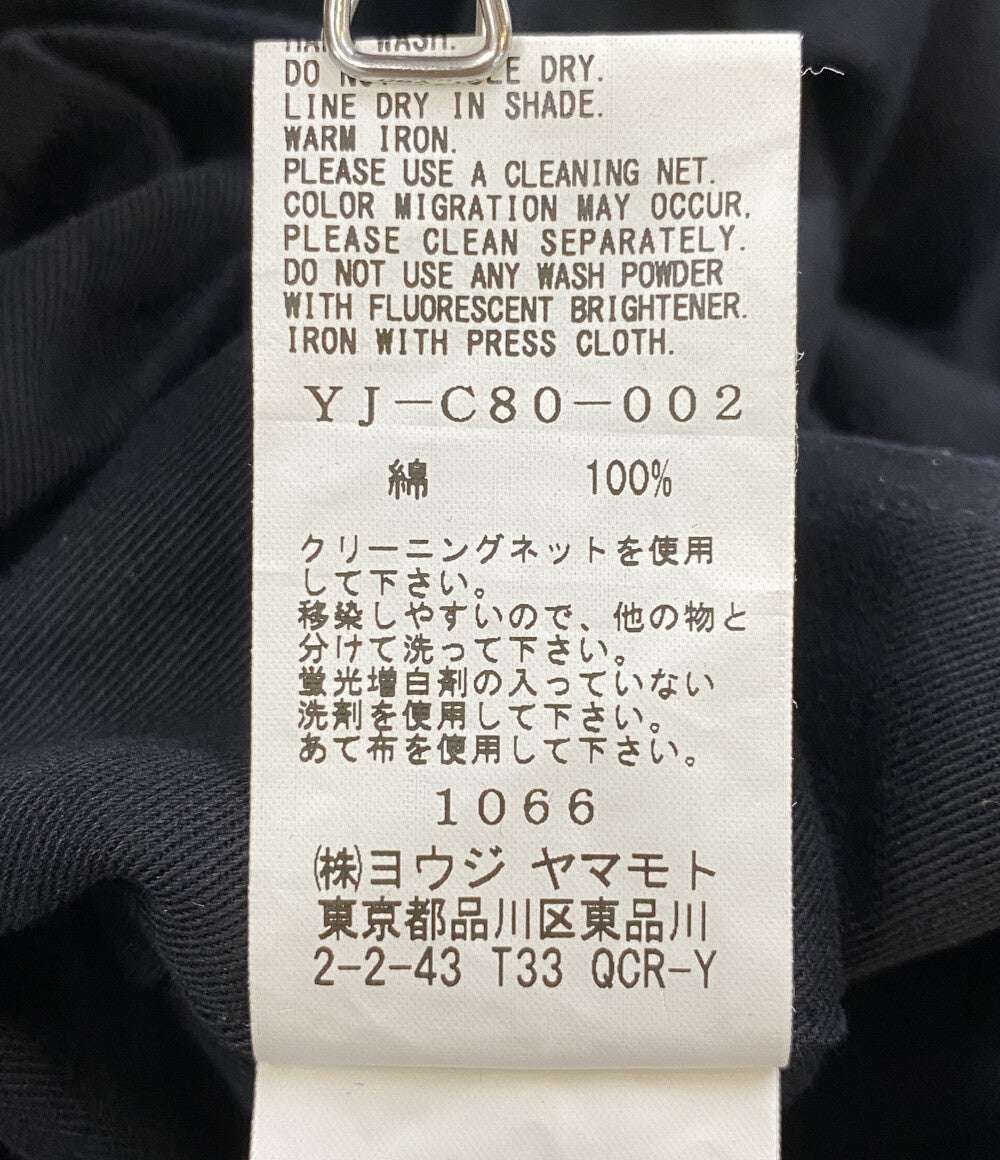 WASH.
DO DRY.
LINE DRY IN SHADE.
WARM IRON.
PLEASE USE A CLEANING NET.
COLOR MIGRATION MAY OCCUR.
PLEASE CLEAN SEPARATELY.
DO NOT USE ANY WASH POWDER
WITH FLUORESCENT BRIGHTENER.
IRON WITH PRESS CLOTH.
YJ-C80-002
綿 100%
クリーニングネットを使用
して下さい。
移染しやすいので、他の物と
分けて洗って下さい。
蛍光増白剤の入っていない
洗剤を使用して下さい。
あて布を使用して下さい。
1066
㈱ヨウジ ヤマモト
東京都品川区東品川
2-2-43 T33 QCR-Y